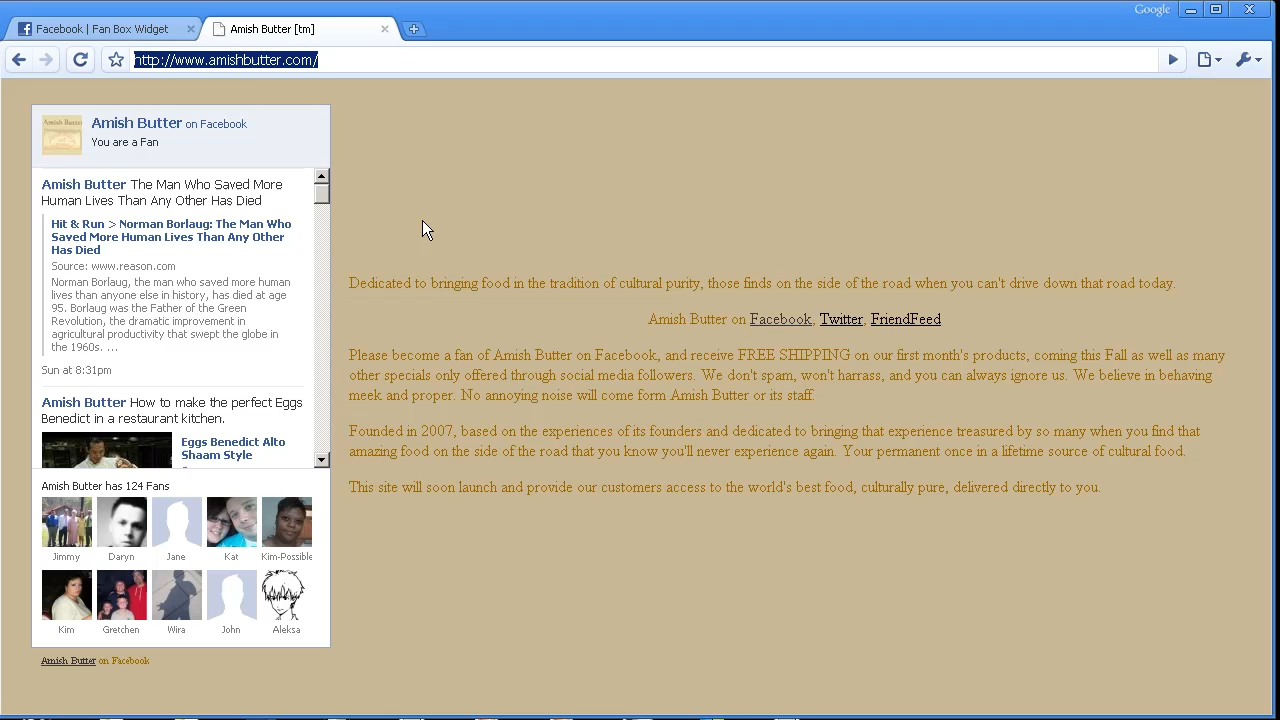 Google
Facebook | Fan Box Widget
Amish Butter [tm]
http://www.amishbutter.com/
Amish Butter
Amish Butter on Facebook
You are a Fan
Amish Butter The Man Who Saved More
Human Lives Than Any Other Has Died
Hit & Run > Norman Borlaug: The Man Who
Saved More Human Lives Than Any Other
Has Died
Source: www.reason.com
Norman Borlaug, the man who saved more human
lives than anyone else in history, has died at age
95. Borlaug was the Father of the Green
Revolution, the dramatic improvement in
agricultural productivity that swept the globe in
the 1960s. ...
Sun at 8:31pm
Amish Butter How to make the perfect Eggs
Benedict in a restaurant kitchen.
Eggs Benedict Alto
Shaam Style
Amish Butter has 124 Fans
Jimmy Daryn Jane Kat Kim-Possible
Kim Gretchen Wira John Aleksa
Amish Butter on Facebook
Dedicated to bringing food in the tradition of cultural purity, those finds on the side of the road when you can't drive down that road today.
Amish Butter on Facebook, Twitter, FriendFeed
Please become a fan of Amish Butter on Facebook, and receive FREE SHIPPING on our first month's products, coming this Fall as well as many
other specials only offered through social media followers. We don't spam, won't harrass, and you can always ignore us. We believe in behaving
meek and proper. No annoying noise will come form Amish Butter or its staff.
Founded in 2007, based on the experiences of its founders and dedicated to bringing that experience treasured by so many when you find that
amazing food on the side of the road that you know you'll never experience again. Your permanent once in a lifetime source of cultural food.
This site will soon launch and provide our customers access to the world's best food, culturally pure, delivered directly to you.